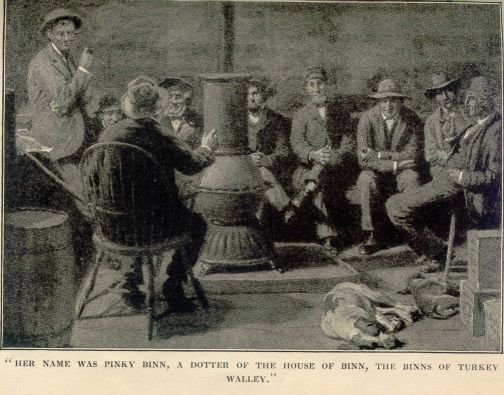 “HER NAME WAS PINKY BINN, A DOTTER OF THE HOUSE OF BINN, THE BINNS OF TURKEY
WALLEY.”